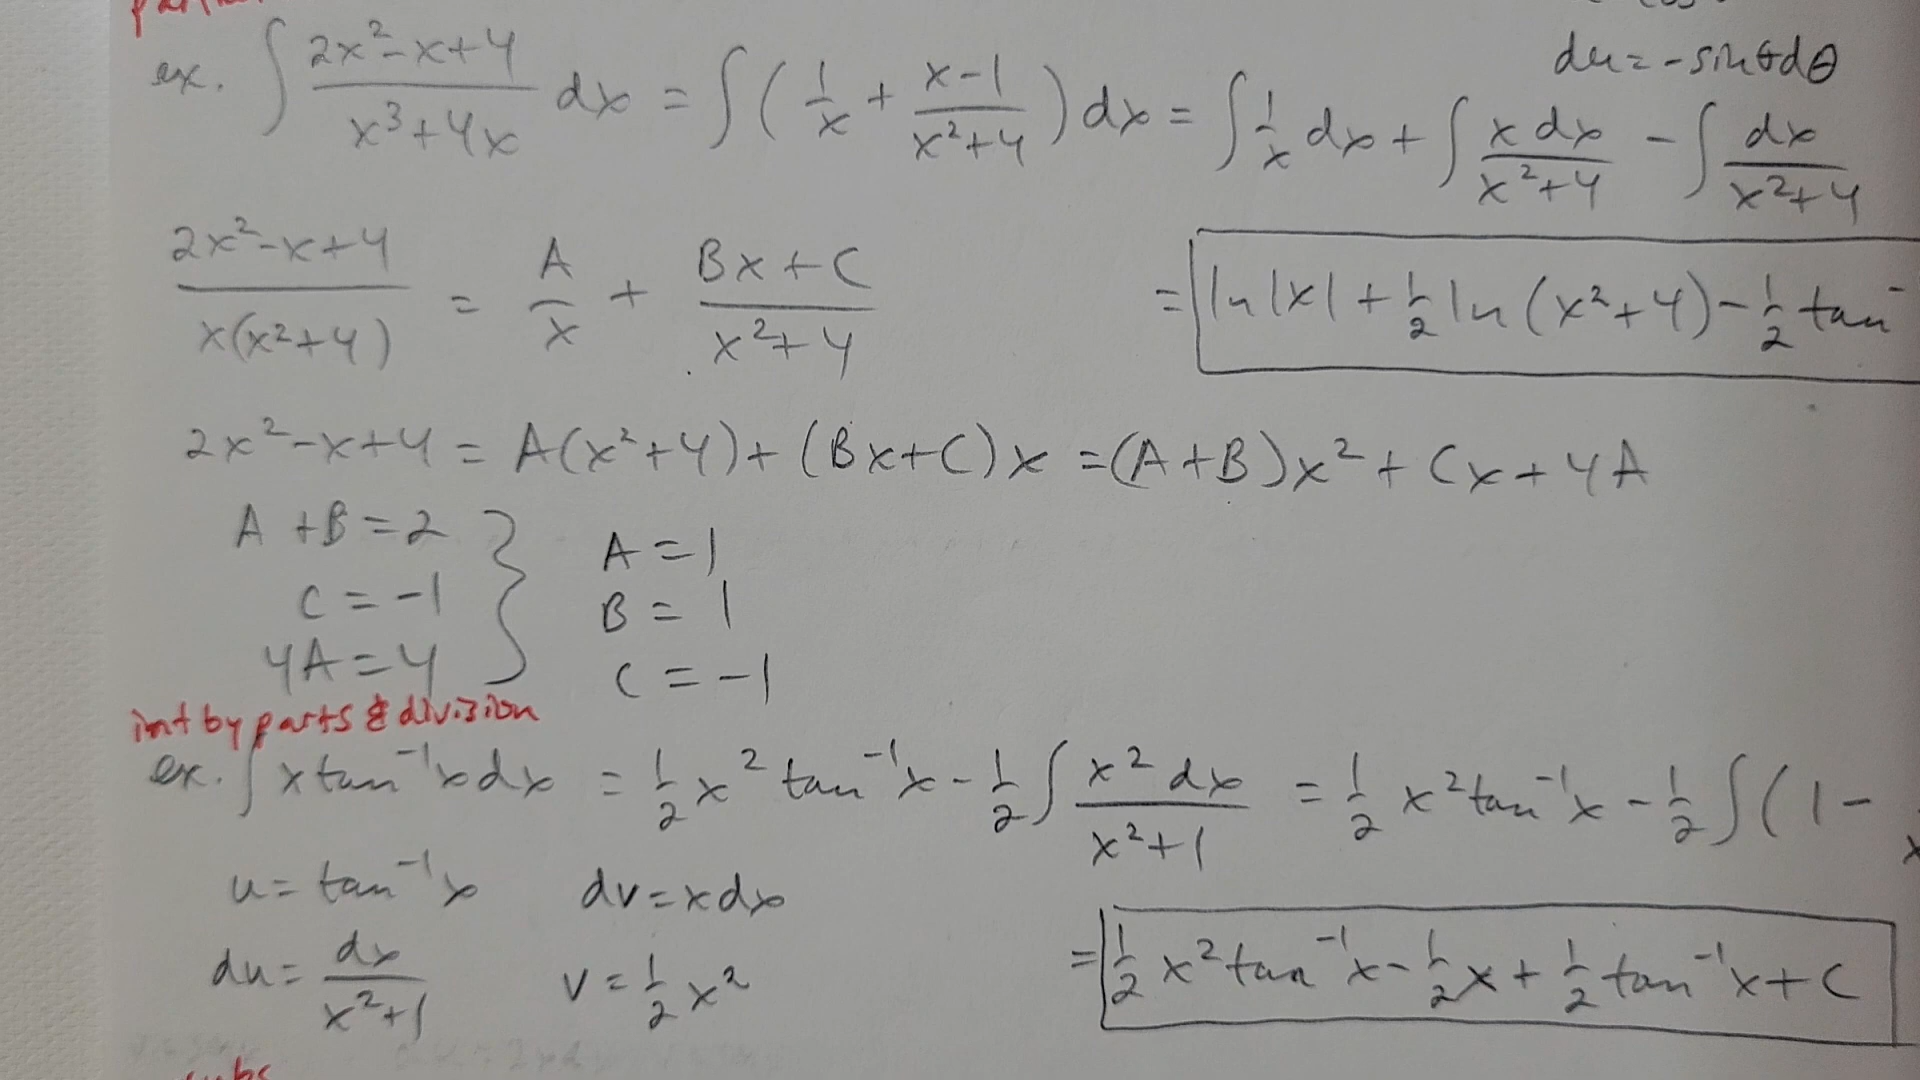 du = -sinθdθ
ex. ∫ (2x²-x+4)/(x³+4x) dx = ∫ (1/x + (x-1)/(x²+4)) dx = ∫ 1/x dx + ∫ x dx/(x²+4) - ∫ dx/(x²+4)
(2x²-x+4)/(x(x²+4)) = A/x + (Bx+C)/(x²+4)
= ln|x| + 1/2 ln(x²+4) - 1/2 tan⁻
2x²-x+4 = A(x²+4) + (Bx+C)x = (A+B)x² + Cx + 4A
A+B=2
C=-1
4A=4
A=1
B=1
C=-1
int by parts & division
ex. ∫ x tan⁻¹x dx = 1/2 x² tan⁻¹x - 1/2 ∫ x² dx/(x²+1) = 1/2 x² tan⁻¹x - 1/2 ∫ (1 -
u = tan⁻¹x dv = x dx
du = dx/(x²+1) v = 1/2 x²
= 1/2 x² tan⁻¹x - 1/2 x + 1/2 tan⁻¹x + C